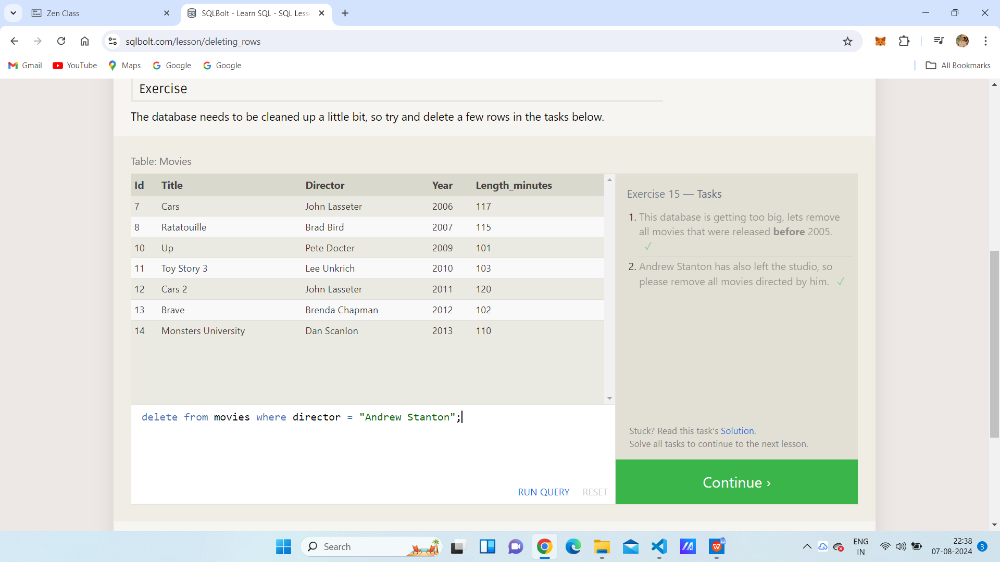 Zen Class
SQLBolt - Learn SQL - SQL Less
sqlbolt.com/lesson/deleting_rows
Gmail YouTube Maps Google Google All Bookmarks
Exercise
The database needs to be cleaned up a little bit, so try and delete a few rows in the tasks below.
Table: Movies
Id Title Director Year Length_minutes
7 Cars John Lasseter 2006 117
8 Ratatouille Brad Bird 2007 115
10 Up Pete Docter 2009 101
11 Toy Story 3 Lee Unkrich 2010 103
12 Cars 2 John Lasseter 2011 120
13 Brave Brenda Chapman 2012 102
14 Monsters University Dan Scanlon 2013 110
delete from movies where director = "Andrew Stanton";
RUN QUERY RESET
Exercise 15 — Tasks
1. This database is getting too big, lets remove
all movies that were released before 2005.
✓
2. Andrew Stanton has also left the studio, so
please remove all movies directed by him. ✓
Stuck? Read this task's Solution.
Solve all tasks to continue to the next lesson.
Continue ›
Search
ENG
IN
22:38
07-08-2024
3